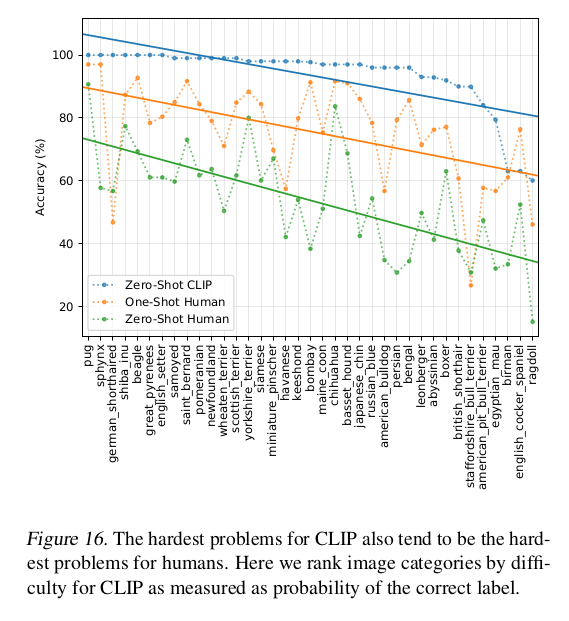 100
80
60
40
20
Accuracy (%)
Zero-Shot CLIP
One-Shot Human
Zero-Shot Human
pug
sphynx
german_shorthaired
shiba_inu
beagle
great_pyrenees
english_setter
samoyed
saint_bernard
pomeranian
newfoundland
wheaten_terrier
scottish_terrier
yorkshire_terrier
siamese
miniature_pinscher
havanese
keeshond
bombay
maine_coon
chihuahua
basset_hound
japanese_chin
russian_blue
american_bulldog
persian
bengal
leonberger
abyssinian
boxer
british_shorthair
staffordshire_bull_terrier
american_pit_bull_terrier
egyptian_mau
birman
english_cocker_spaniel
ragdoll
Figure 16. The hardest problems for CLIP also tend to be the hard-
est problems for humans. Here we rank image categories by diffi-
culty for CLIP as measured as probability of the correct label.